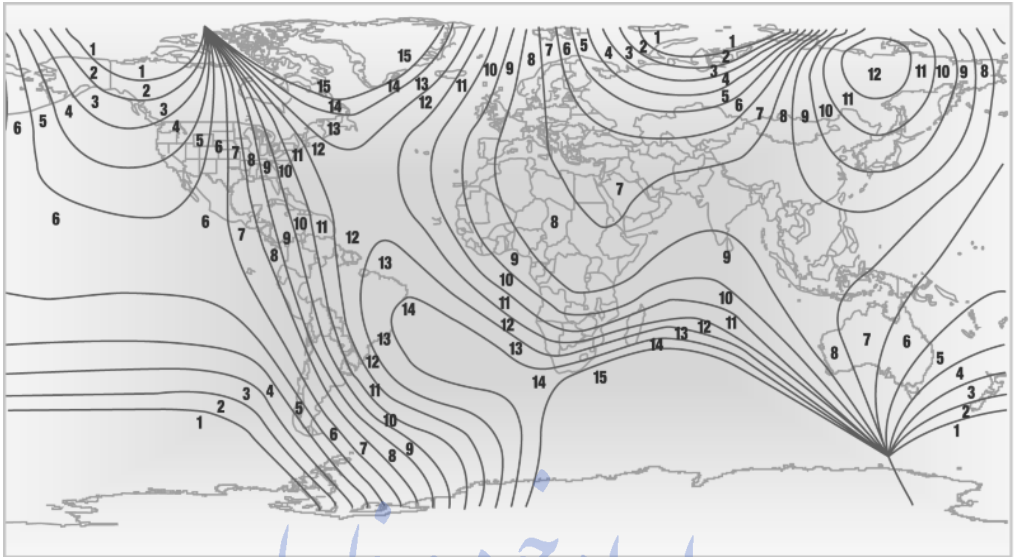 1 15 8 7 6 5 4 3 2 1 1 2
2 1 10 9 3 12 11 10 9 8
2 15 14 13 11 4
3 14 12 5 6 11
4 3 7 8 9 10
6 5 4 13
5 6 7 12
8 11
9 10
7
6 6 10 11 8
7 9 12
8 13 9 9
10
11 14 10
12 13 12 11
13 13 14 8 7 6
12 5
14 15 4
3 4 11 3
2 5 2
1 10 1
6
7 8 9